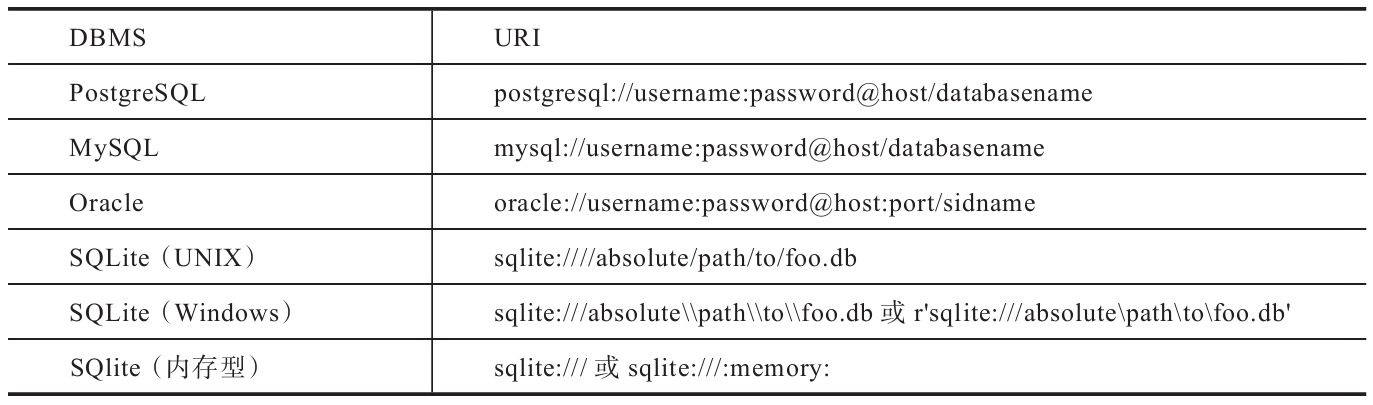 DBMS URI
PostgreSQL postgresql://username:password@host/databasename
MySQL mysql://username:password@host/databasename
Oracle oracle://username:password@host:port/sidname
SQLite（UNIX） sqlite:////absolute/path/to/foo.db
SQLite（Windows） sqlite:///absolute\\path\\to\\foo.db 或 r'sqlite:///absolute\path\to\foo.db'
SQlite（内存型） sqlite:/// 或 sqlite:///:memory: